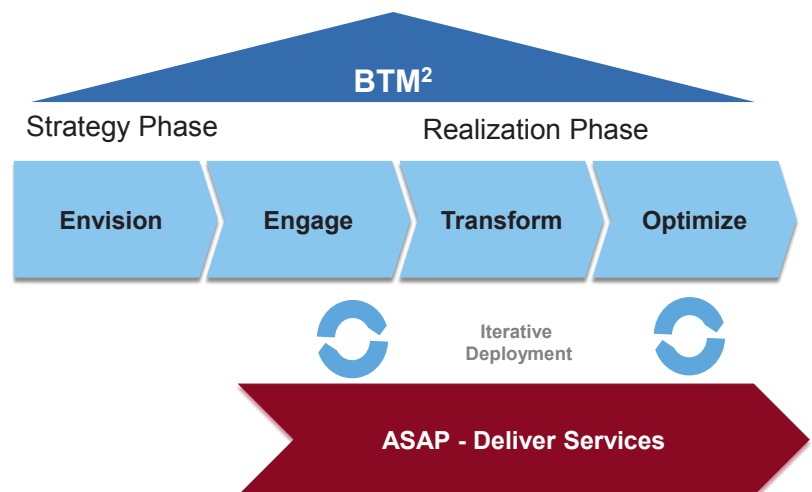 BTM²
Strategy Phase
Realization Phase
Envision
Engage
Transform
Optimize
Iterative
Deployment
ASAP - Deliver Services